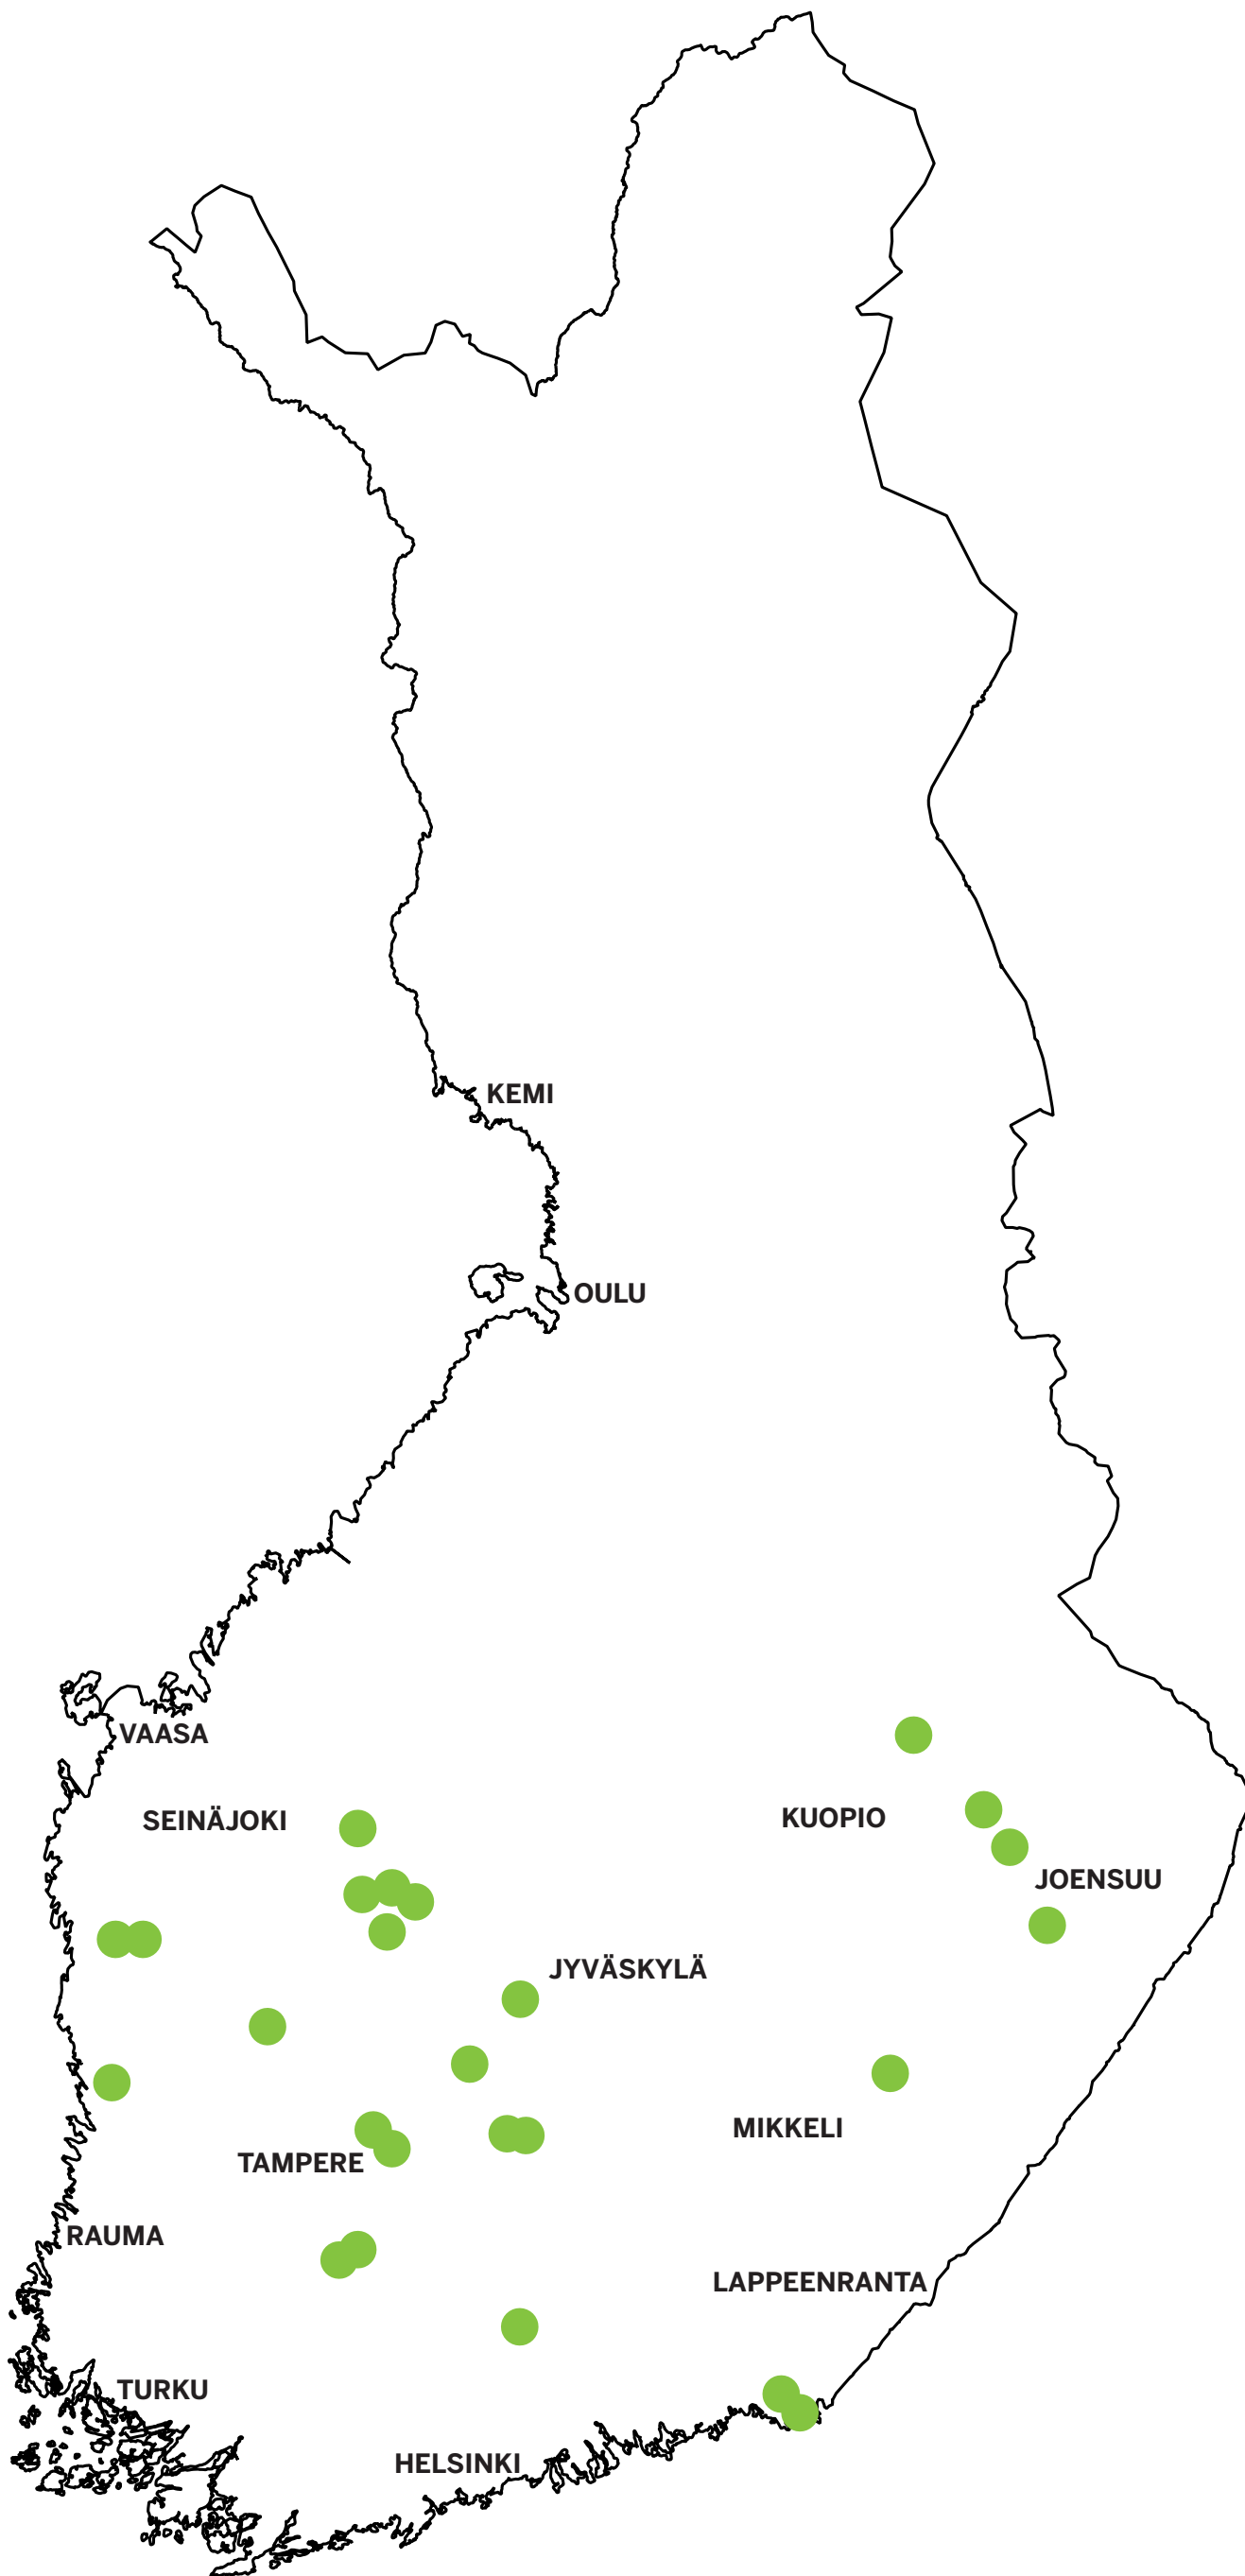 KEMI
OULU
VAASA
SEINÄJOKI
KUOPIO
JOENSUU
JYVÄSKYLÄ
MIKKELI
TAMPERE
RAUMA
LAPPEENRANTA
TURKU
HELSINKI